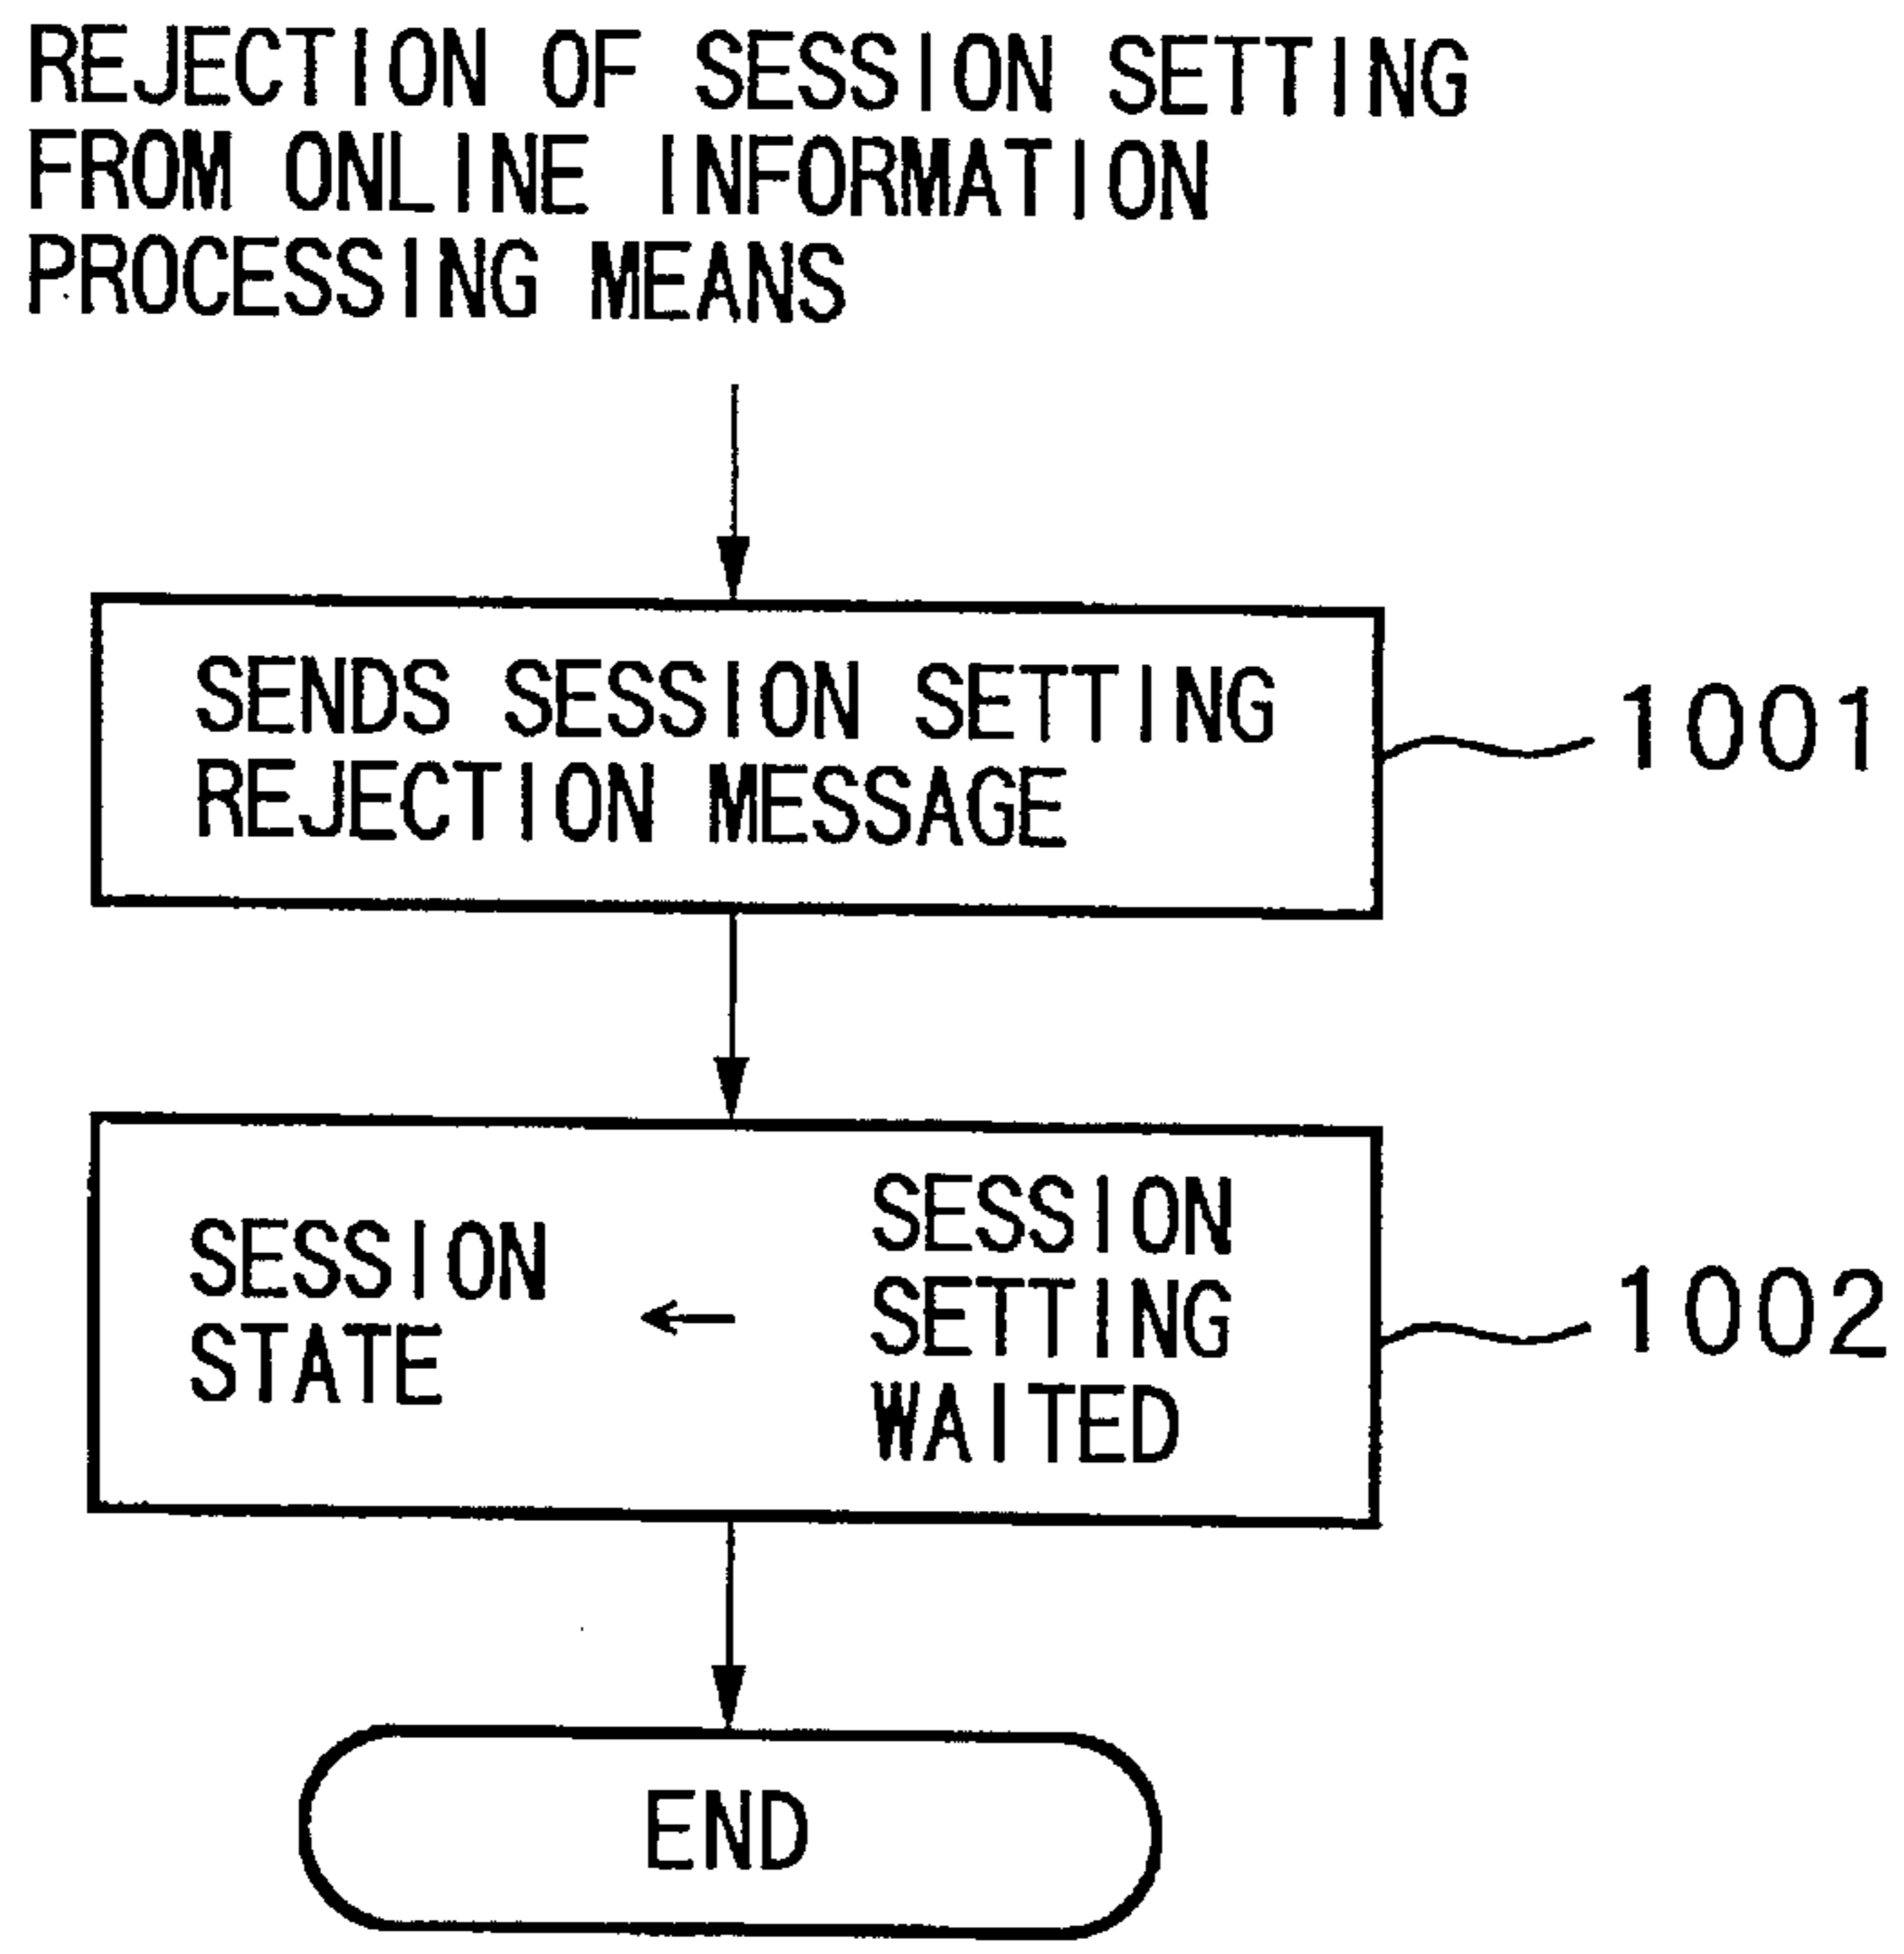 REJECTION OF SESSION SETTING
FROM ONLINE INFORMATION
PROCESSING MEANS
SENDS SESSION SETTING
REJECTION MESSAGE
1001
SESSION
STATE
←
SESSION
SETTING
WAITED
1002
END